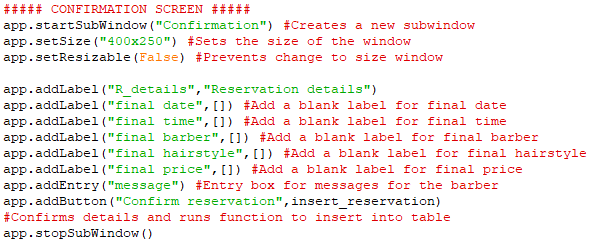 ##### CONFIRMATION SCREEN #####
app.startSubWindow("Confirmation") #Creates a new subwindow
app.setSize("400x250") #Sets the size of the window
app.setResizable(False) #Prevents change to size window
app.addLabel("R_details","Reservation details")
app.addLabel("final date",[]) #Add a blank label for final date
app.addLabel("final time",[]) #Add a blank label for final time
app.addLabel("final barber",[]) #Add a blank label for final barber
app.addLabel("final hairstyle",[]) #Add a blank label for final hairstyle
app.addLabel("final price",[]) #Add a blank label for final price
app.addEntry("message") #Entry box for messages for the barber
app.addButton("Confirm reservation",insert_reservation)
#Confirms details and runs function to insert into table
app.stopSubWindow()